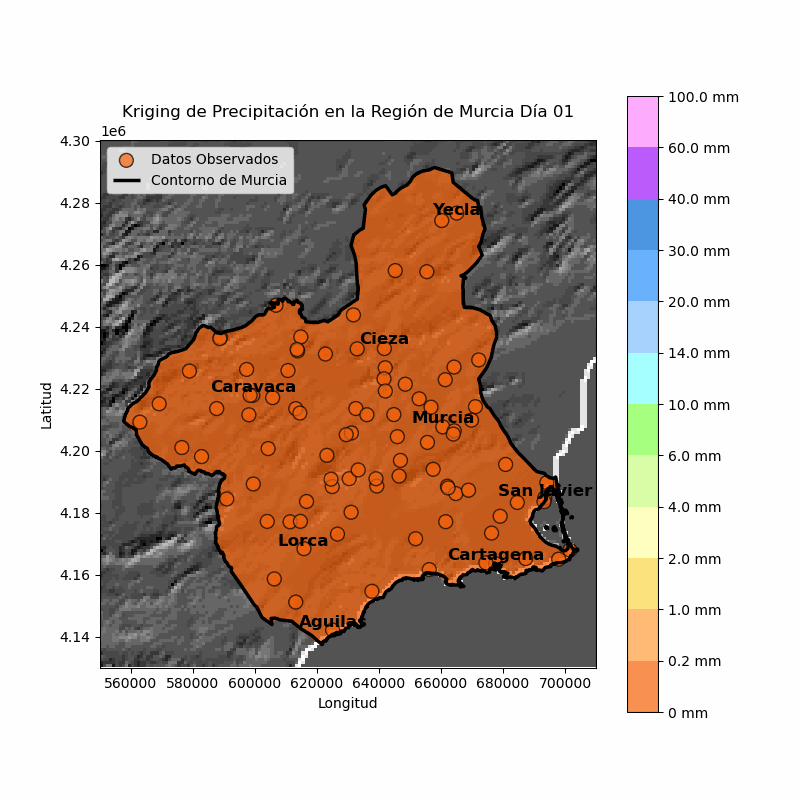 Kriging de Precipitación en la Región de Murcia Día 01
1e6
Datos Observados
Contorno de Murcia
4.30
4.28
4.26
4.24
4.22
4.20
4.18
4.16
4.14
Latitud
Yecla
Cieza
Caravaca
Murcia
San Javier
Lorca
Cartagena
Aguilas
560000 580000 600000 620000 640000 660000 680000 700000
Longitud
100.0 mm
60.0 mm
40.0 mm
30.0 mm
20.0 mm
14.0 mm
10.0 mm
6.0 mm
4.0 mm
2.0 mm
1.0 mm
0.2 mm
0 mm